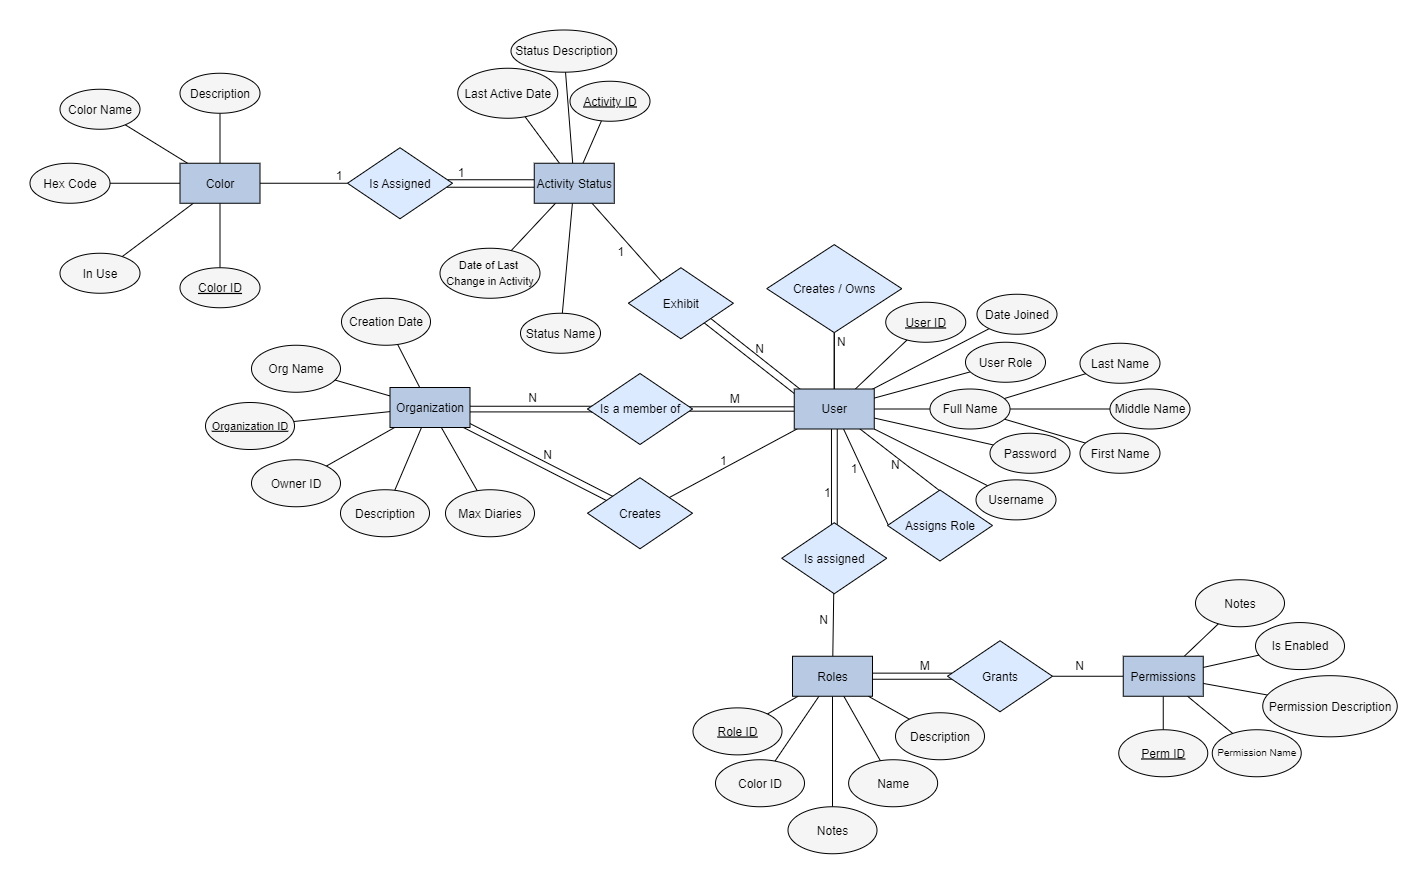 Status Description
Last Active Date
Activity ID
Description
Color Name
Hex Code
Color
1
Is Assigned
1
Activity Status
In Use
Color ID
Date of Last
Change in Activity
Status Name
1
Exhibit
N
Creates / Owns
N
User ID
Date Joined
User Role
Last Name
Full Name
Middle Name
First Name
Password
Username
User
Creation Date
Org Name
Organization
Organization ID
Owner ID
Description
Max Diaries
N
Is a member of
M
N
Creates
1
1
1
N
Assigns Role
Is assigned
N
Roles
M
Grants
N
Permissions
Notes
Is Enabled
Permission Description
Permission Name
Perm ID
Role ID
Color ID
Notes
Name
Description